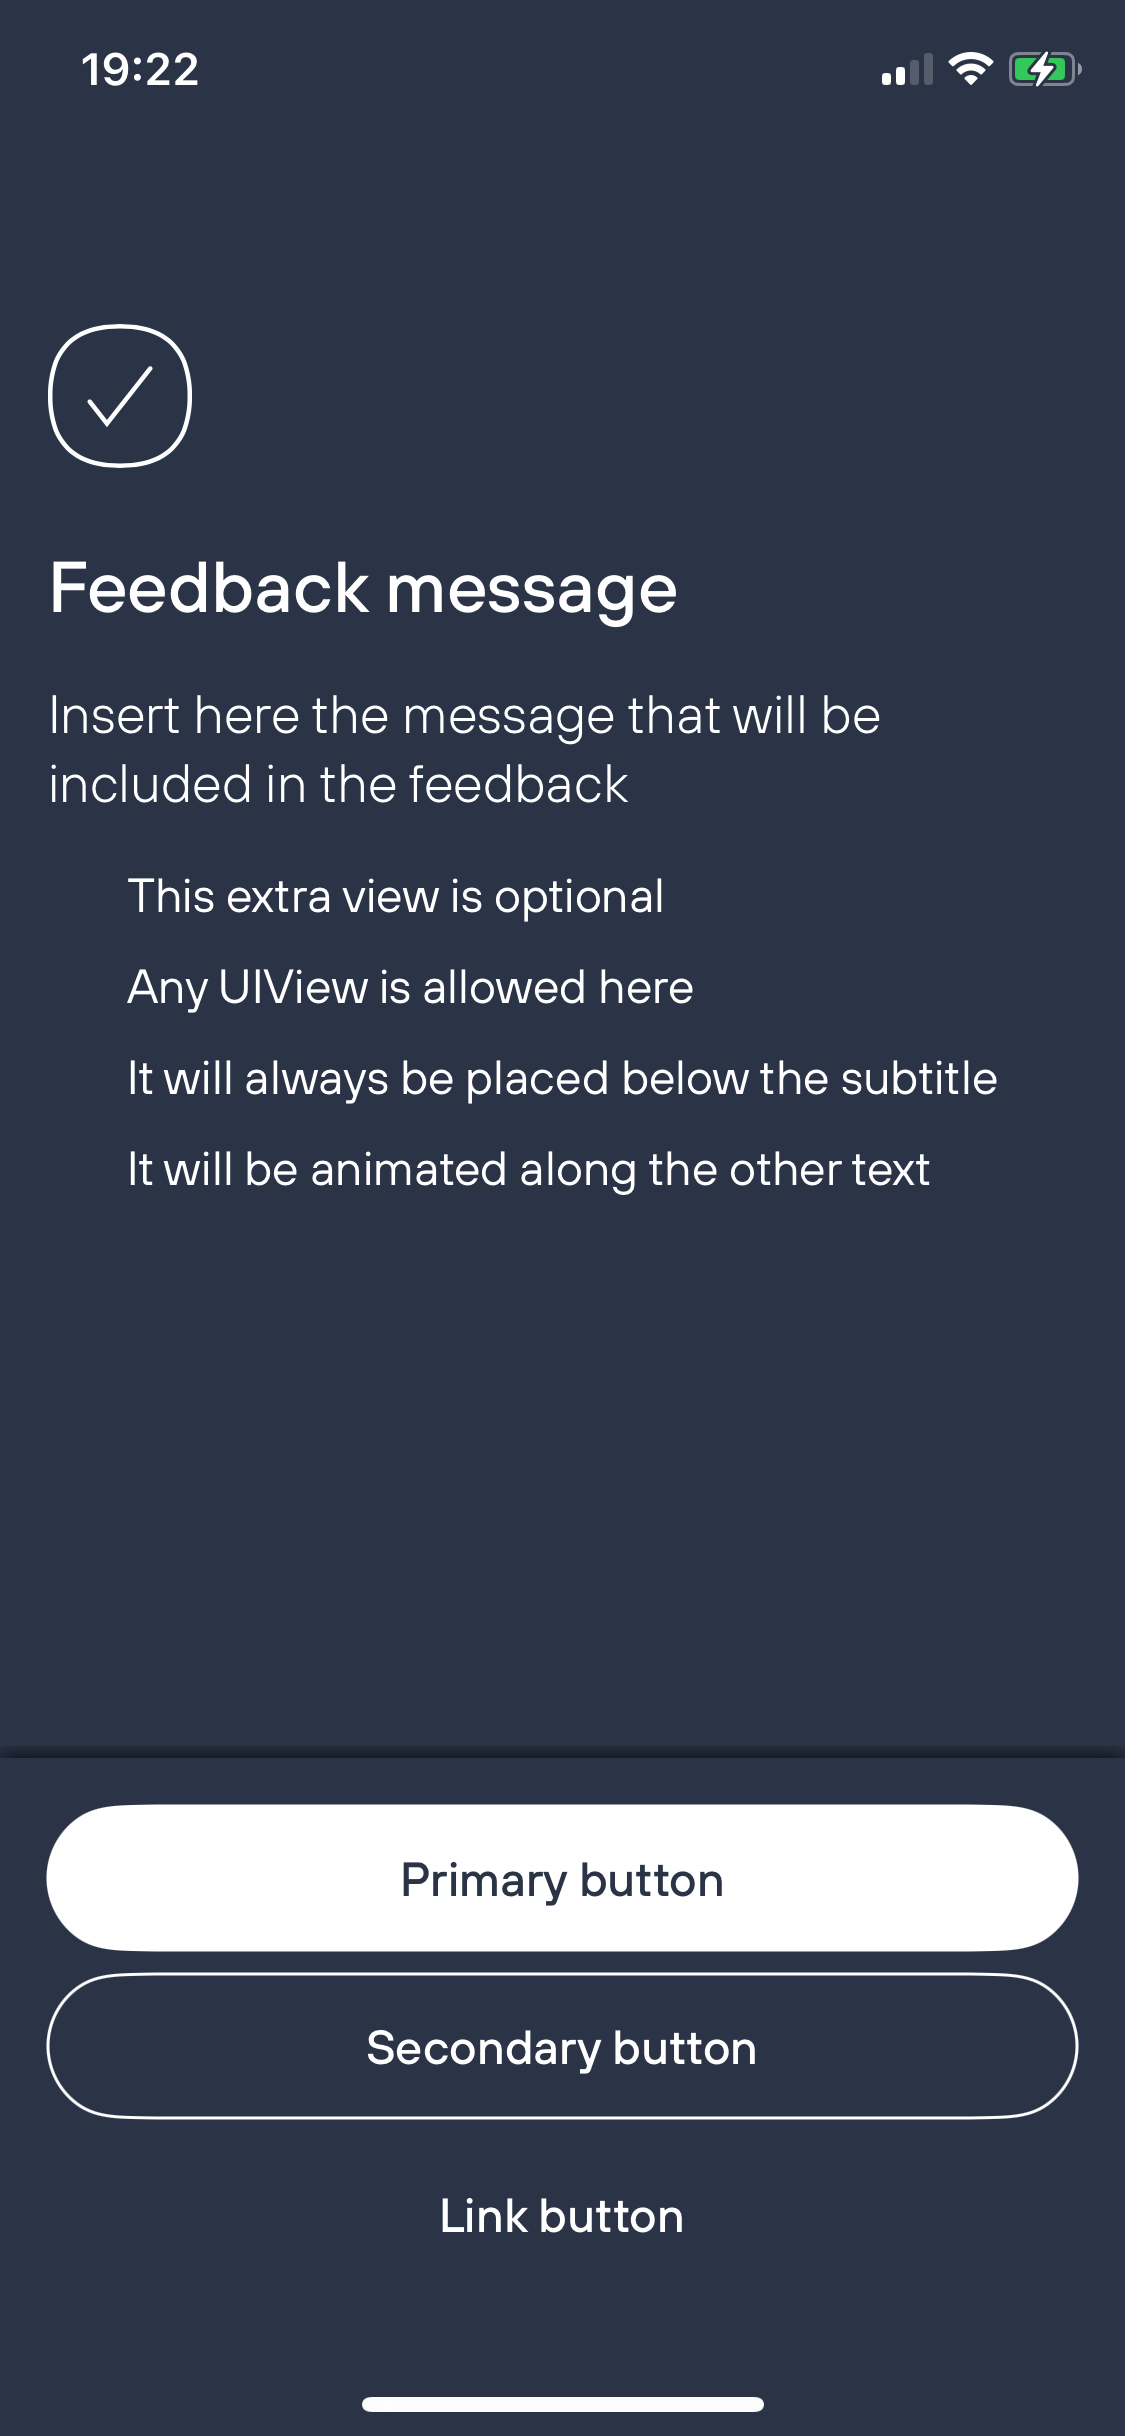 19:22
Feedback message
Insert here the message that will be
included in the feedback
This extra view is optional
Any UIView is allowed here
It will always be placed below the subtitle
It will be animated along the other text
Primary button
Secondary button
Link button